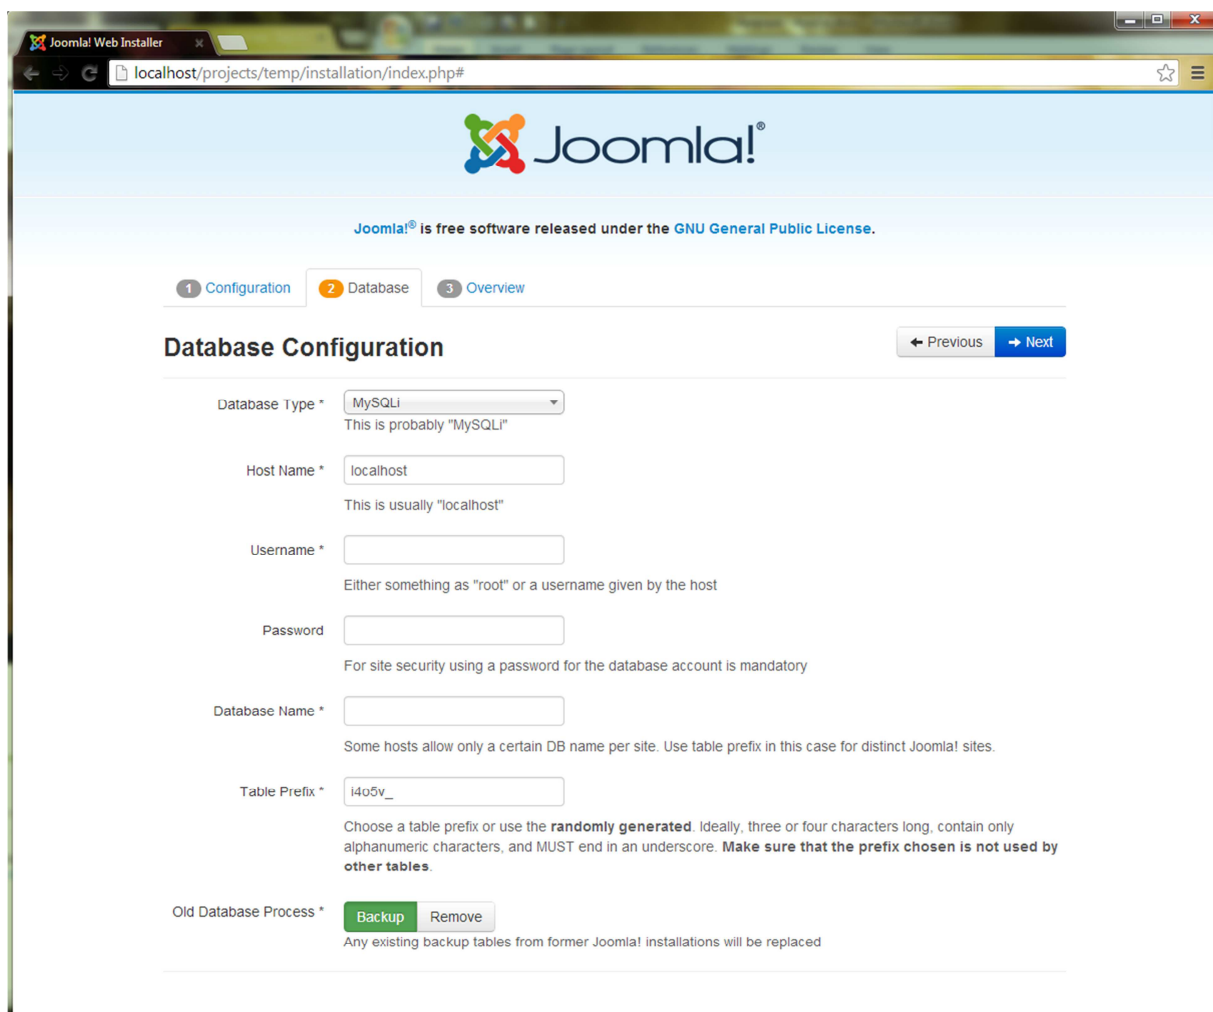 Joomla! Web Installer
localhost/projects/temp/installation/index.php#
Joomla!®
Joomla!® is free software released under the GNU General Public License.
1 Configuration 2 Database 3 Overview
Database Configuration
Previous Next
Database Type * MySQLi
This is probably "MySQLi"
Host Name * localhost
This is usually "localhost"
Username *
Either something as "root" or a username given by the host
Password
For site security using a password for the database account is mandatory
Database Name *
Some hosts allow only a certain DB name per site. Use table prefix in this case for distinct Joomla! sites.
Table Prefix * i4o5v_
Choose a table prefix or use the randomly generated. Ideally, three or four characters long, contain only
alphanumeric characters, and MUST end in an underscore. Make sure that the prefix chosen is not used by
other tables.
Old Database Process * Backup Remove
Any existing backup tables from former Joomla! installations will be replaced